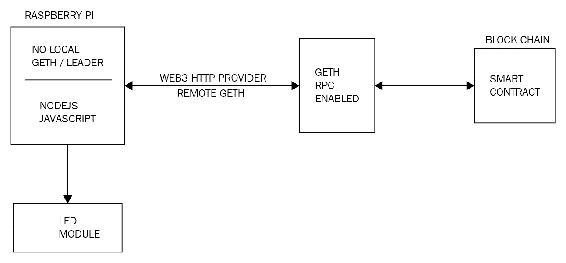 RASPBERRY PI
NO LOCAL
GETH / LEADER
NODEJS
JAVASCRIPT
WEB3 HTTP PROVIDER
REMOTE GETH
GETH
RPC
ENABLED
BLOCK CHAIN
SMART
CONTRACT
ED
MODULE